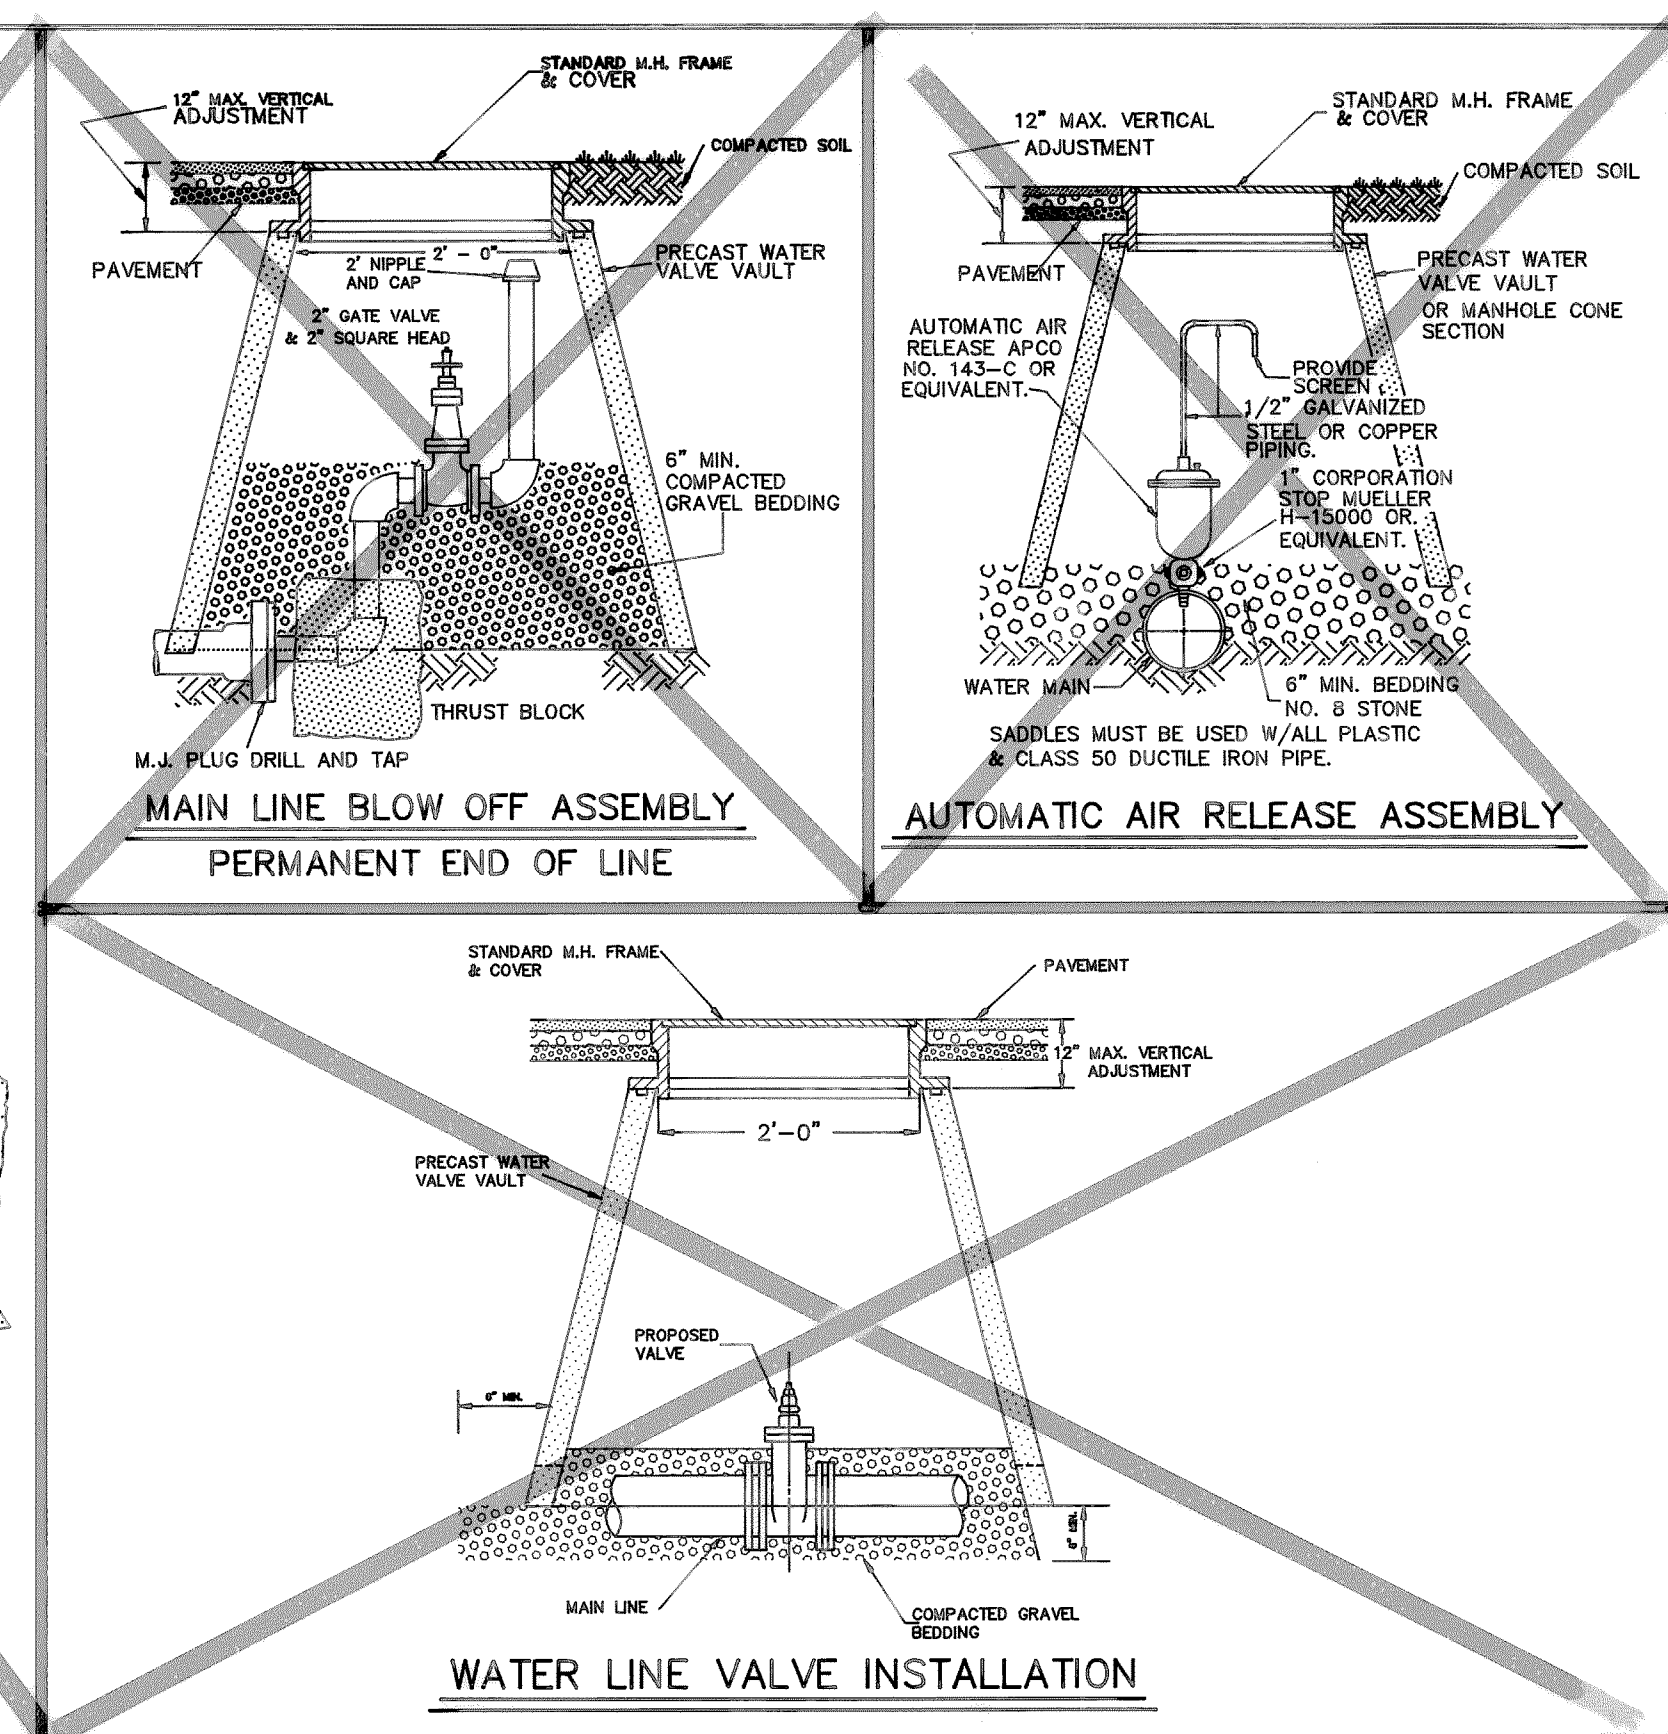 STANDARD M.H. FRAME
& COVER
12" MAX. VERTICAL
ADJUSTMENT
COMPACTED SOIL
2' - 0"
PAVEMENT
2' NIPPLE
AND CAP
PRECAST WATER
VALVE VAULT
2" GATE VALVE
& 2" SQUARE HEAD
6" MIN.
COMPACTED
GRAVEL BEDDING
THRUST BLOCK
M.J. PLUG DRILL AND TAP
MAIN LINE BLOW OFF ASSEMBLY
PERMANENT END OF LINE
STANDARD M.H. FRAME
& COVER
12" MAX. VERTICAL
ADJUSTMENT
COMPACTED SOIL
PAVEMENT
PRECAST WATER
VALVE VAULT
OR MANHOLE CONE
SECTION
AUTOMATIC AIR
RELEASE APCO
NO. 143-C OR
EQUIVALENT.
PROVIDE
SCREEN
1/2" GALVANIZED
STEEL OR COPPER
PIPING.
1" CORPORATION
STOP MUELLER
H-15000 OR
EQUIVALENT.
WATER MAIN
6" MIN. BEDDING
NO. 8 STONE
SADDLES MUST BE USED W/ALL PLASTIC
& CLASS 50 DUCTILE IRON PIPE.
AUTOMATIC AIR RELEASE ASSEMBLY
STANDARD M.H. FRAME
& COVER
PAVEMENT
12" MAX. VERTICAL
ADJUSTMENT
2'-0"
PRECAST WATER
VALVE VAULT
PROPOSED
VALVE
6" MIN.
6" MIN.
MAIN LINE
COMPACTED GRAVEL
BEDDING
WATER LINE VALVE INSTALLATION